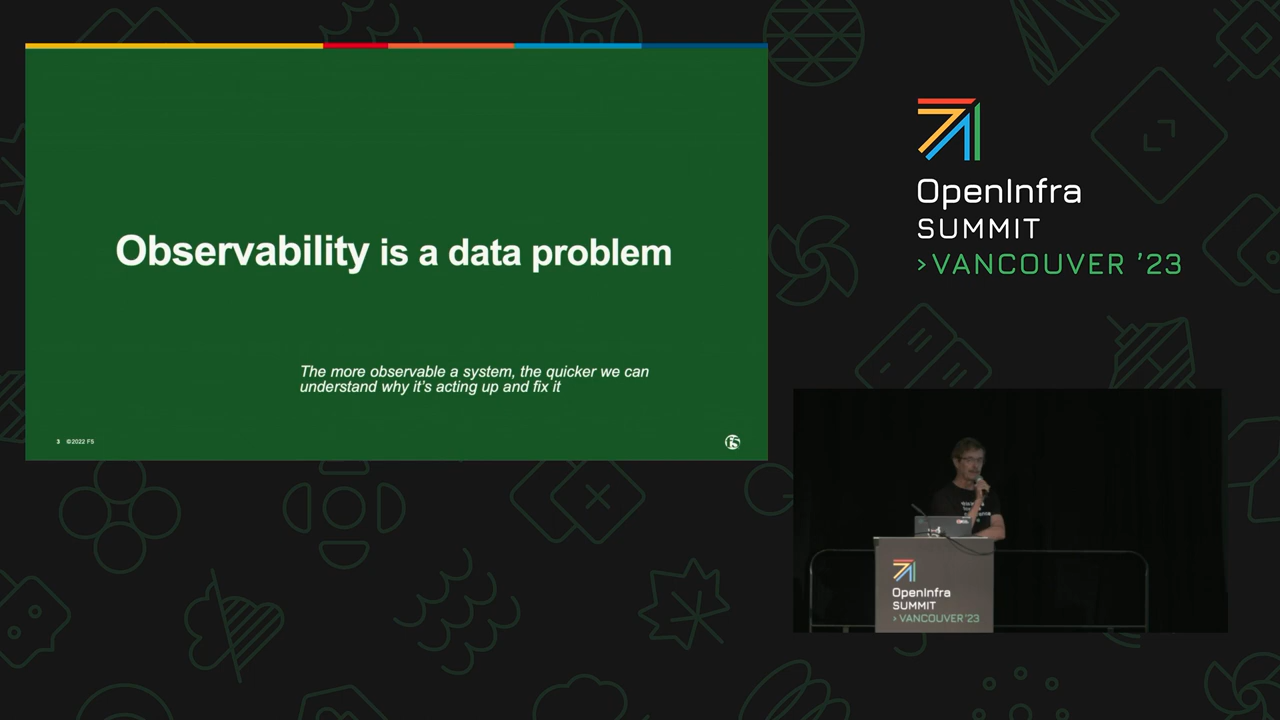 Observability is a data problem
The more observable a system, the quicker we can
understand why it's acting up and fix it
3 ©2022 F5
OpenInfra
SUMMIT
>VANCOUVER '23
OpenInfra
SUMMIT
>VANCOUVER '23